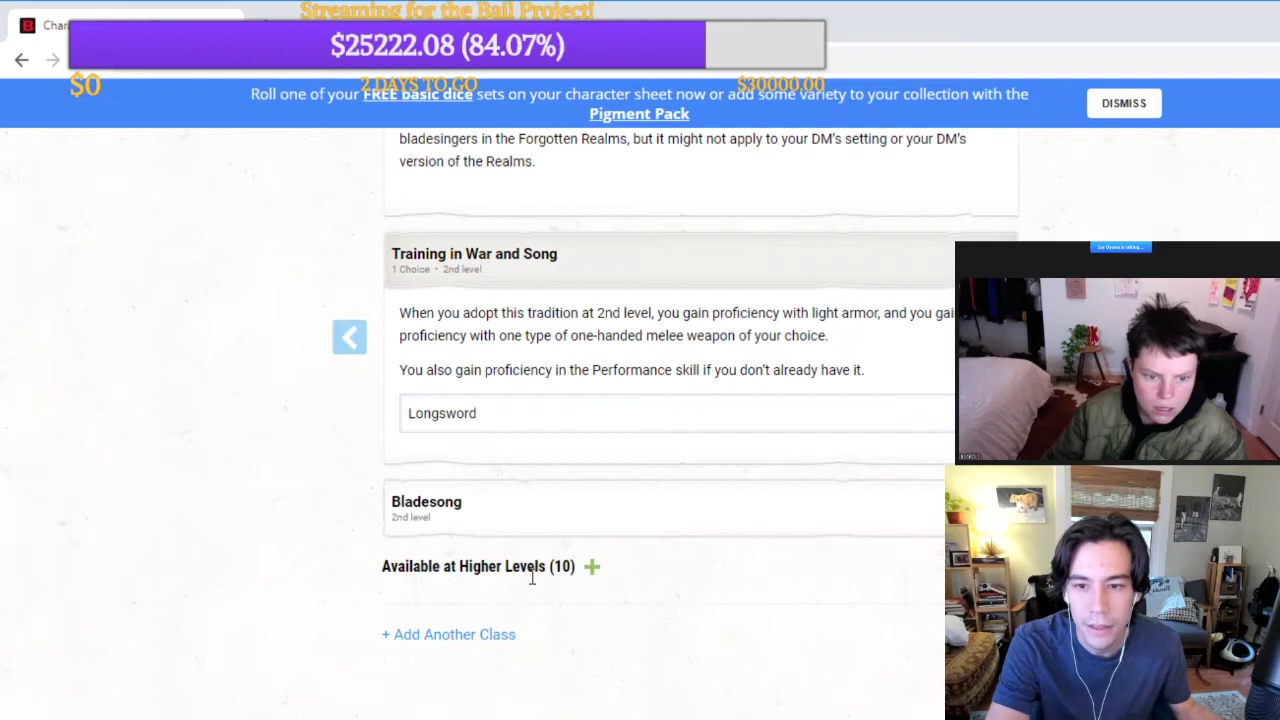 Streaming for the Ball Project!
Char
$25222.08 (84.07%)
$0
2 DAYS TO GO
$30000.00
Roll one of your FREE basic dice sets on your character sheet now or add some variety to your collection with the
Pigment Pack
DISMISS
bladesingers in the Forgotten Realms, but it might not apply to your DM's setting or your DM's
version of the Realms.
Training in War and Song
1 Choice • 2nd level
When you adopt this tradition at 2nd level, you gain proficiency with light armor, and you gai
proficiency with one type of one-handed melee weapon of your choice.
You also gain proficiency in the Performance skill if you don't already have it.
Longsword
Bladesong
2nd level
Available at Higher Levels (10)
+ Add Another Class